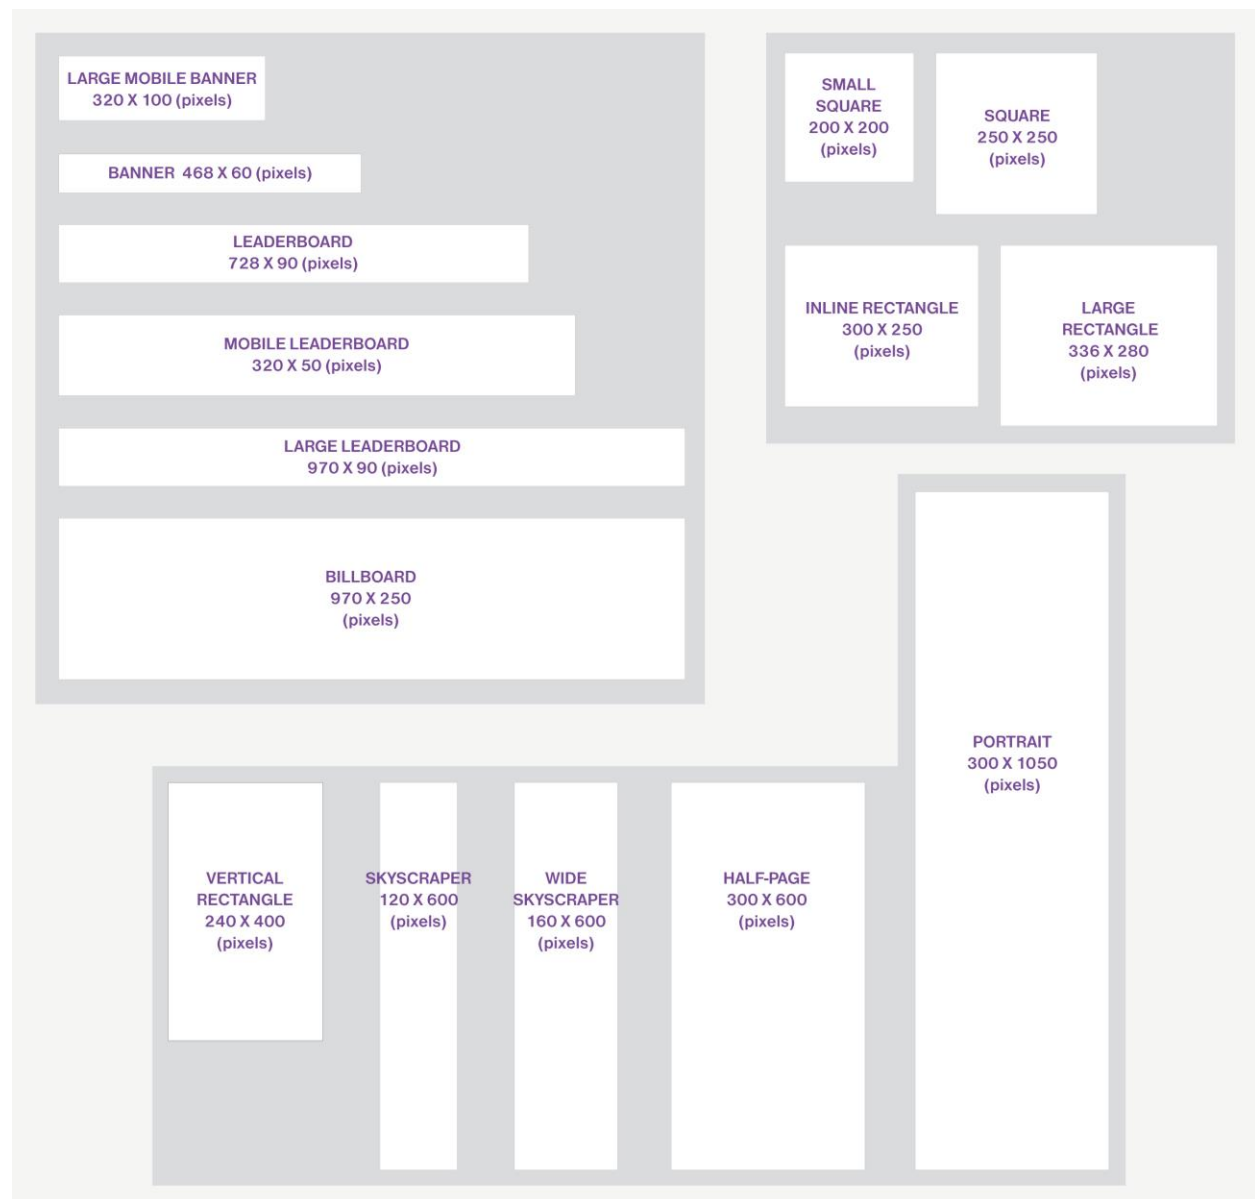 LARGE MOBILE BANNER
320 X 100 (pixels)
BANNER 468 X 60 (pixels)
LEADERBOARD
728 X 90 (pixels)
MOBILE LEADERBOARD
320 X 50 (pixels)
LARGE LEADERBOARD
970 X 90 (pixels)
BILLBOARD
970 X 250
(pixels)
SMALL
SQUARE
200 X 200
(pixels)
SQUARE
250 X 250
(pixels)
INLINE RECTANGLE
300 X 250
(pixels)
LARGE
RECTANGLE
336 X 280
(pixels)
PORTRAIT
300 X 1050
(pixels)
VERTICAL
RECTANGLE
240 X 400
(pixels)
SKYSCRAPER
120 X 600
(pixels)
WIDE
SKYSCRAPER
160 X 600
(pixels)
HALF-PAGE
300 X 600
(pixels)